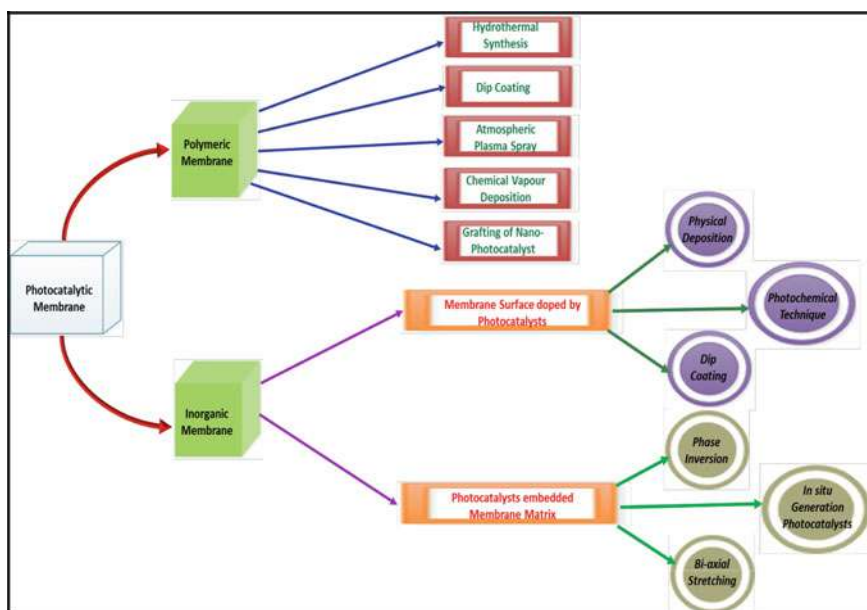 Hydrothermal
Synthesis
Dip Coating
Atmospheric
Plasma Spray
Chemical Vapour
Deposition
Grafting of Nano-
Photocatalyst
Polymeric
Membrane
Photocatalytic
Membrane
Inorganic
Membrane
Membrane Surface doped by
Photocatalysts
Physical
Deposition
Photochemical
Technique
Dip
Coating
Photocatalysts embedded
Membrane Matrix
Phase
Inversion
In situ
Generation
Photocatalysts
Bi-axial
Stretching